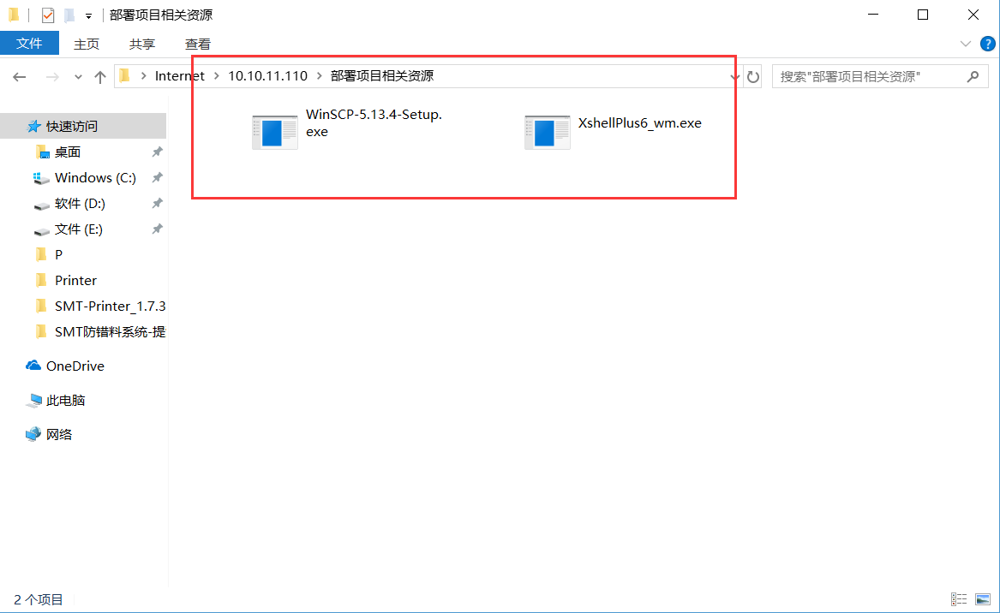 部署项目相关资源
文件 主页 共享 查看
Internet 10.10.11.110 部署项目相关资源 搜索"部署项目相关资源"
快速访问
桌面
Windows (C:)
软件 (D:)
文件 (E:)
P
Printer
SMT-Printer_1.7.3
SMT防错料系统-提
OneDrive
此电脑
网络
WinSCP-5.13.4-Setup.
exe
XshellPlus6_wm.exe
2 个项目